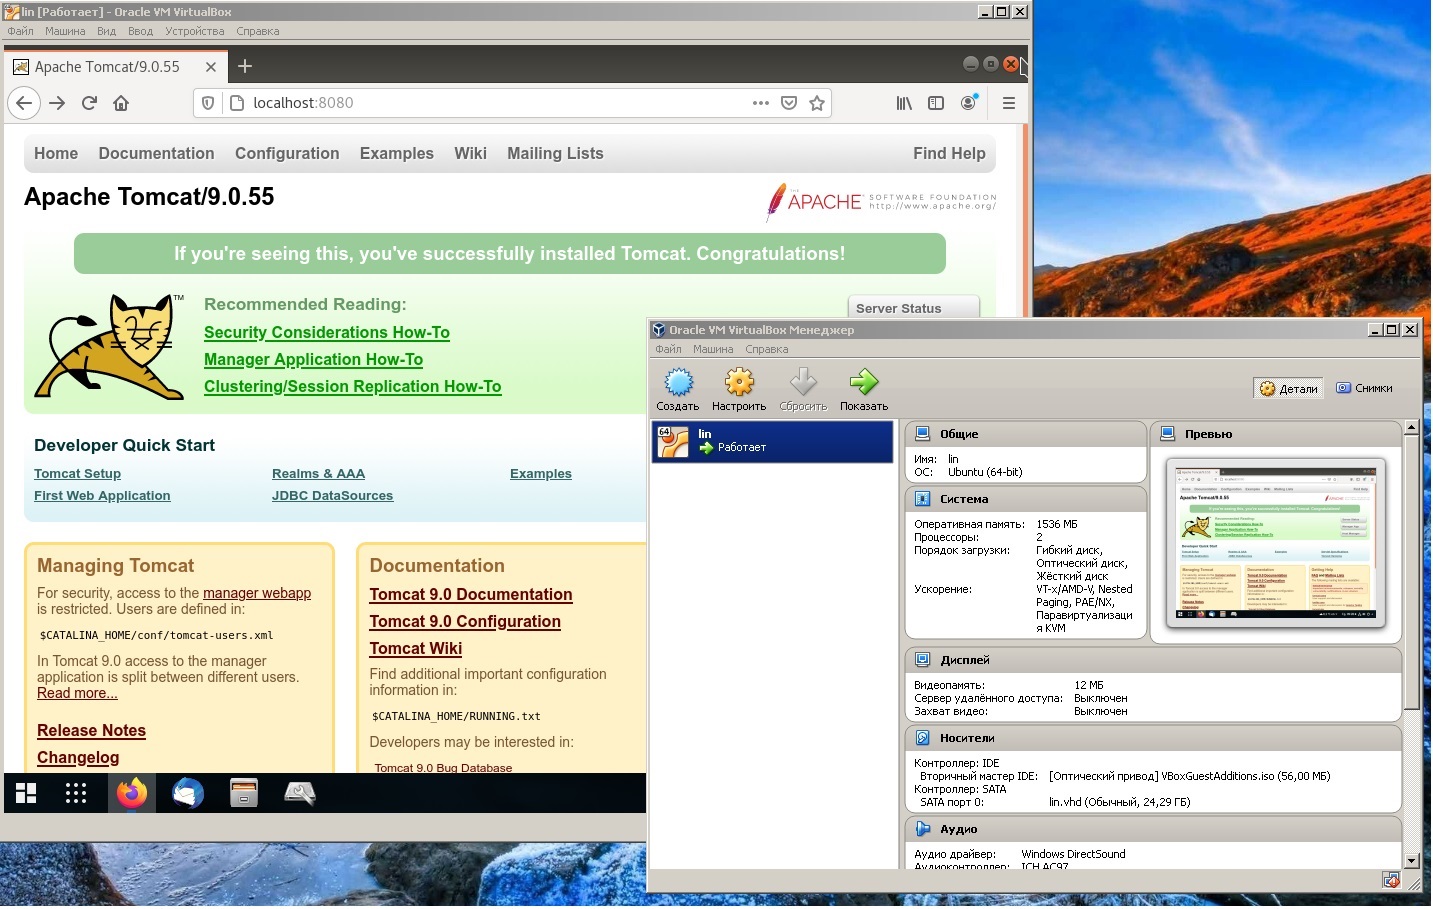 lin [Работает] - Oracle VM VirtualBox
Файл Машина Вид Ввод Устройства Справка
Apache Tomcat/9.0.55
localhost:8080
Home Documentation Configuration Examples Wiki Mailing Lists Find Help
Apache Tomcat/9.0.55
THE APACHE SOFTWARE FOUNDATION
http://www.apache.org/
If you're seeing this, you've successfully installed Tomcat. Congratulations!
TM
Recommended Reading:
Security Considerations How-To
Manager Application How-To
Clustering/Session Replication How-To
Server Status
Developer Quick Start
Tomcat Setup
Realms & AAA
Examples
First Web Application
JDBC DataSources
Managing Tomcat
For security, access to the manager webapp
is restricted. Users are defined in:
$CATALINA_HOME/conf/tomcat-users.xml
In Tomcat 9.0 access to the manager
application is split between different users.
Read more...
Release Notes
Changelog
Documentation
Tomcat 9.0 Documentation
Tomcat 9.0 Configuration
Tomcat Wiki
Find additional important configuration
information in:
$CATALINA_HOME/RUNNING.txt
Developers may be interested in:
Tomcat 9.0 Bug Database
Oracle VM VirtualBox Менеджер
Файл Машина Справка
Создать Настроить Сбросить Показать
Детали Снимки
64
lin
Работает
Общие
Имя: lin
ОС: Ubuntu (64-bit)
Система
Оперативная память: 1536 МБ
Процессоры: 2
Порядок загрузки: Гибкий диск,
Оптический диск,
Жёсткий диск
Ускорение: VT-x/AMD-V, Nested
Paging, PAE/NX,
Паравиртуализаци
я KVM
Превью
Дисплей
Видеопамять: 12 МБ
Сервер удалённого доступа: Выключен
Захват видео: Выключен
Носители
Контроллер: IDE
Вторичный мастер IDE: [Оптический привод] VBoxGuestAdditions.iso (56,00 МБ)
Контроллер: SATA
SATA порт 0: lin.vhd (Обычный, 24,29 ГБ)
Аудио
Аудио драйвер: Windows DirectSound
Аудиоконтроллер: ICH AC97